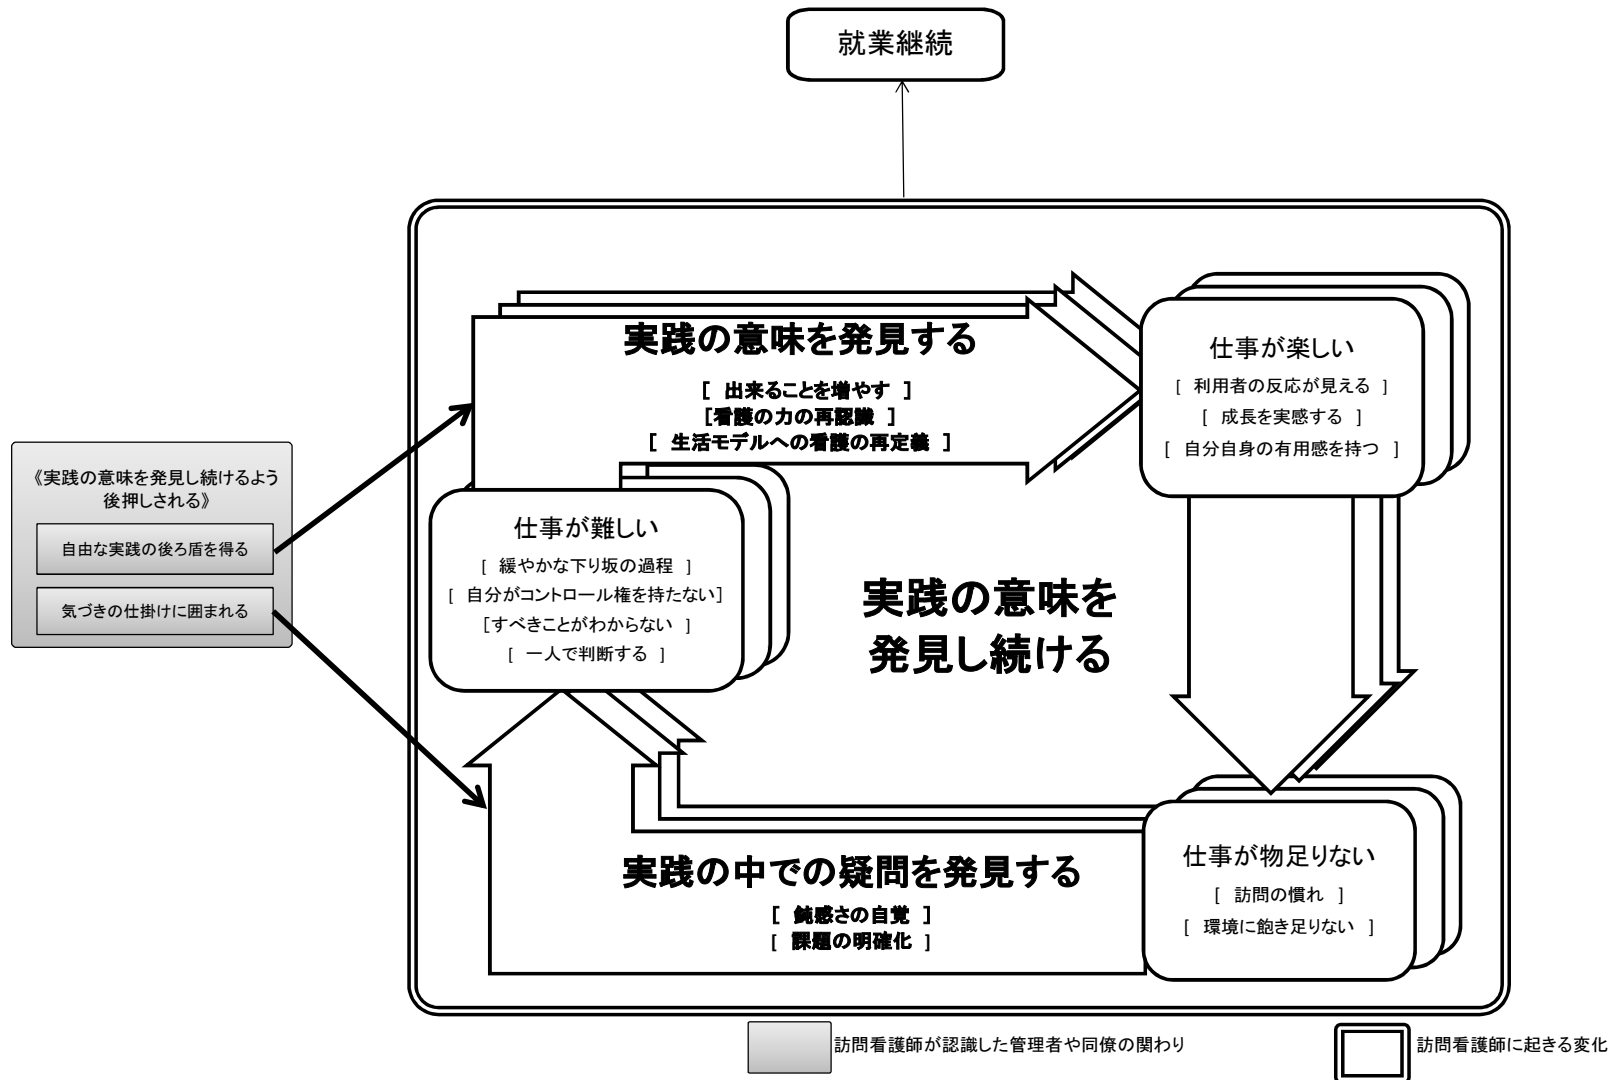 就業継続
実践の意味を発見する
[ 出来ることを増やす ]
[看護の力の再認識 ]
[ 生活モデルへの看護の再定義 ]
仕事が楽しい
[ 利用者の反応が見える ]
[ 成長を実感する ]
[ 自分自身の有用感を持つ ]
《実践の意味を発見し続けるよう
後押しされる》
自由な実践の後ろ盾を得る
気づきの仕掛けに囲まれる
仕事が難しい
[ 緩やかな下り坂の過程 ]
[ 自分がコントロール権を持たない]
[すべきことがわからない ]
[ 一人で判断する ]
実践の意味を
発見し続ける
実践の中での疑問を発見する
[ 鈍感さの自覚 ]
[ 課題の明確化 ]
仕事が物足りない
[ 訪問の慣れ ]
[ 環境に飽き足りない ]
訪問看護師が認識した管理者や同僚の関わり
訪問看護師に起きる変化